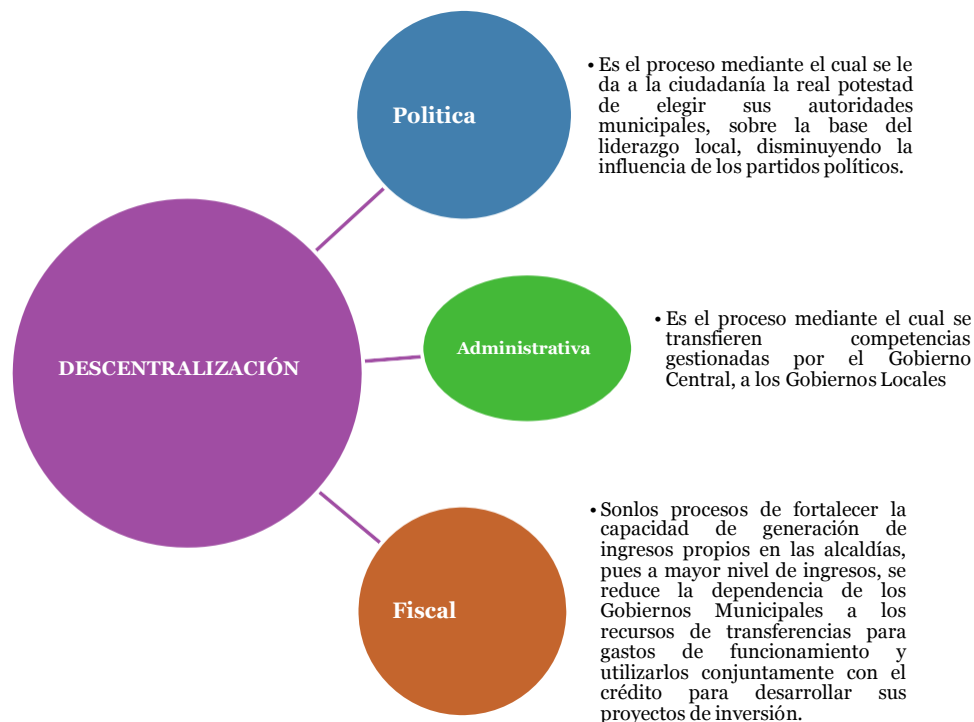 DESCENTRALIZACIÓN
Politica
• Es el proceso mediante el cual se le
da a la ciudadanía la real potestad
de elegir sus autoridades
municipales, sobre la base del
liderazgo local, disminuyendo la
influencia de los partidos políticos.
Administrativa
• Es el proceso mediante el cual se
transfieren competencias
gestionadas por el Gobierno
Central, a los Gobiernos Locales
Fiscal
• Sonlos procesos de fortalecer la
capacidad de generación de
ingresos propios en las alcaldías,
pues a mayor nivel de ingresos, se
reduce la dependencia de los
Gobiernos Municipales a los
recursos de transferencias para
gastos de funcionamiento y
utilizarlos conjuntamente con el
crédito para desarrollar sus
proyectos de inversión.